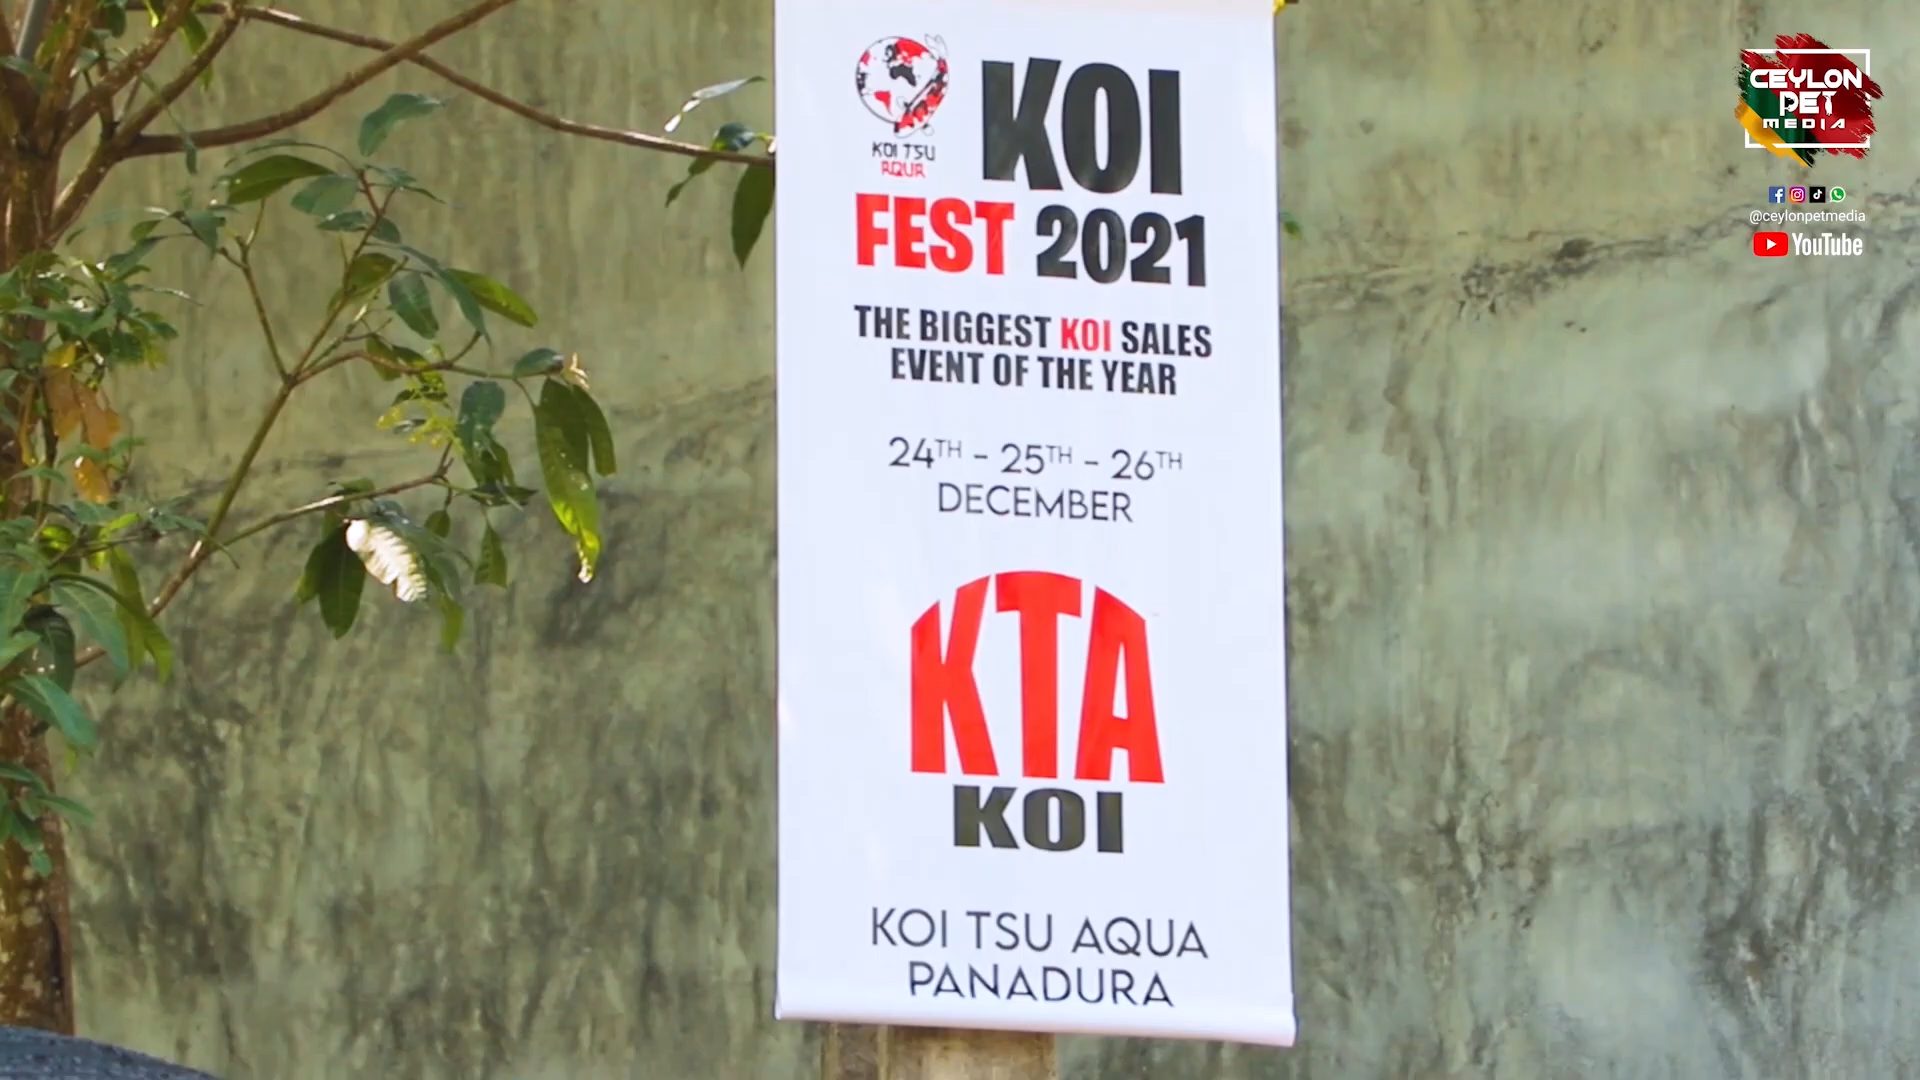 KOI TSU
AQUA
KOI
FEST 2021
THE BIGGEST KOI SALES
EVENT OF THE YEAR
24TH - 25TH - 26TH
DECEMBER
KTA
KOI
KOI TSU AQUA
PANADURA
CEYLON
PET
MEDIA
@ceylonpetmedia
YouTube